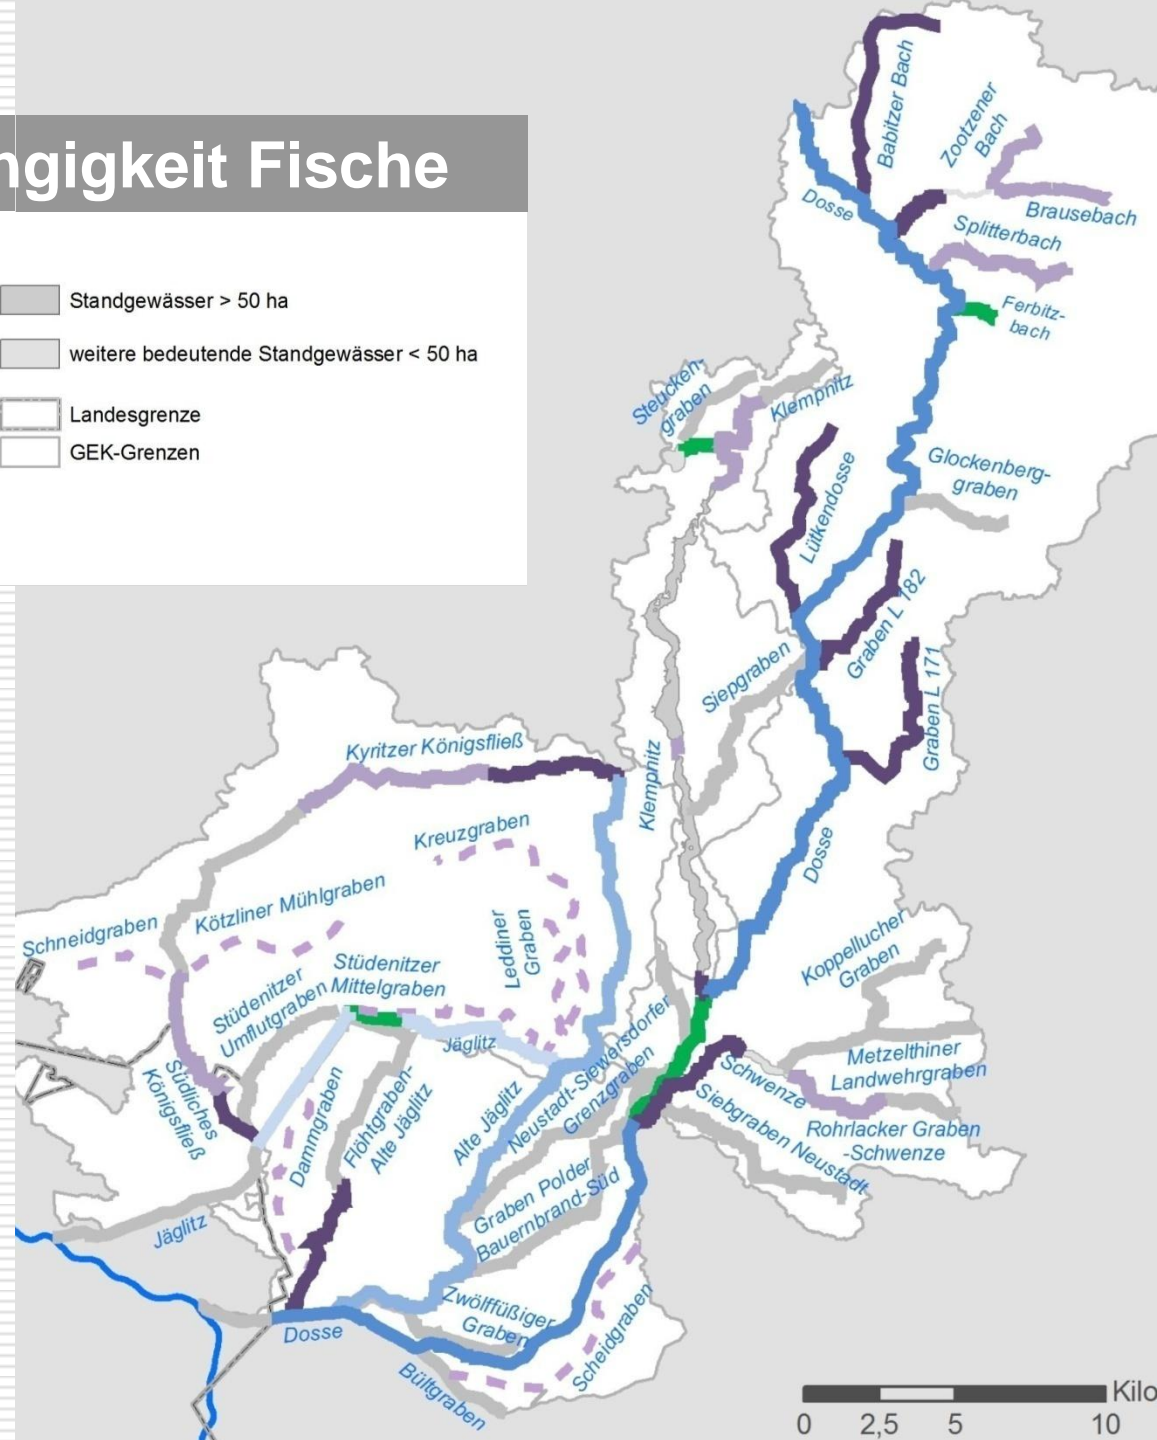 ngigkeit Fische
Standgewässer > 50 ha
weitere bedeutende Standgewässer < 50 ha
Landesgrenze
GEK-Grenzen
Babitzer Bach
Zootzener
Bach
Dosse
Brausebach
Splitterbach
Ferbitz-
bach
Steucken-
graben
Klempnitz
Glockenberg-
graben
Lütkendosse
Graben L 182
Siepgraben
Graben L 171
Kyritzer Königsfließ
Klempnitz
Kreuzgraben
Dosse
Kötzliner Mühlgraben
Schneidgraben
Leddiner
Graben
Koppellucher
Graben
Stüdenitzer
Mittelgraben
Stüdenitzer
Umflutgraben
Jäglitz
Neustadt-Siewersdorfer
Grenzgraben
Metzelthiner
Landwehrgraben
Schwenze
Südliches
Königsfließ
Dammgraben
Flöhtgraben-
Alte Jäglitz
Alte Jäglitz
Siebgraben Neustadt
Rohrlacker Graben
-Schwenze
Graben Polder
Bauernbrand-Süd
Jäglitz
Zwölffüßiger
Graben
Scheidgraben
Dosse
Bültgraben
Kilo
0 2,5 5 10